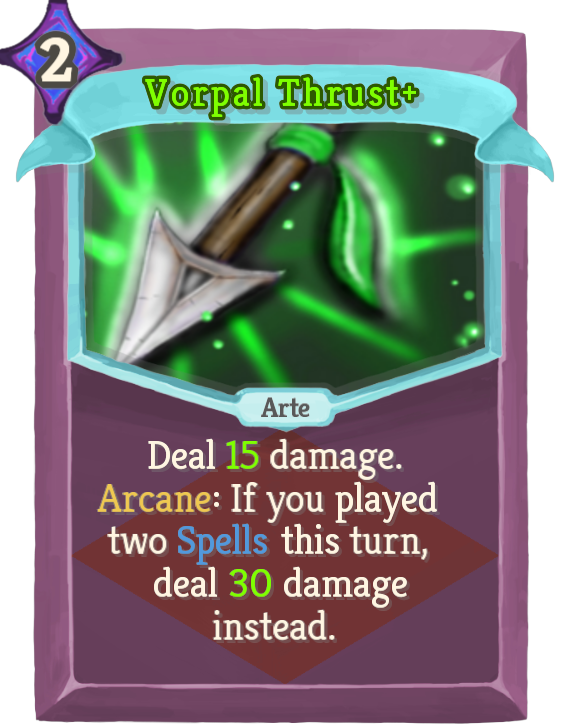 2
Vorpal Thrust+
Arte
Deal 15 damage.
Arcane: If you played
two Spells this turn,
deal 30 damage
instead.